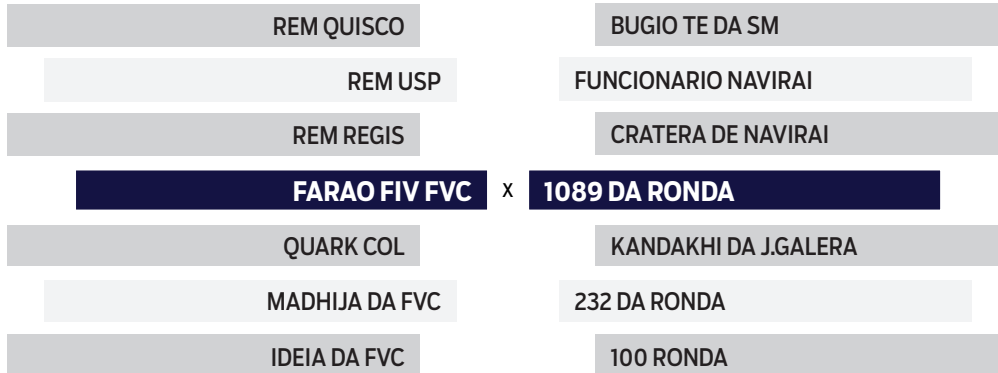 REM QUISCO BUGIO TE DA SM
REM USP FUNCIONARIO NAVIRAI
REM REGIS CRATERA DE NAVIRAI
FARAO FIV FVC X 1089 DA RONDA
QUARK COL KANDAKHI DA J.GALERA
MADHIJA DA FVC 232 DA RONDA
IDEIA DA FVC 100 RONDA